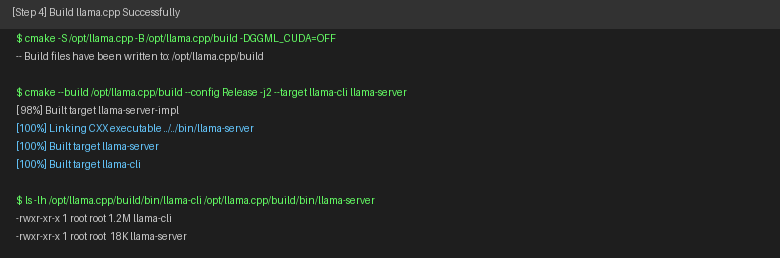 [Step 4] Build llama.cpp Successfully
$ cmake -S /opt/llama.cpp -B /opt/llama.cpp/build -DGGML_CUDA=OFF
-- Build files have been written to: /opt/llama.cpp/build
$ cmake --build /opt/llama.cpp/build --config Release -j2 --target llama-cli llama-server
[ 98%] Built target llama-server-impl
[100%] Linking CXX executable ../../bin/llama-server
[100%] Built target llama-server
[100%] Built target llama-cli
$ ls -lh /opt/llama.cpp/build/bin/llama-cli /opt/llama.cpp/build/bin/llama-server
-rwxr-xr-x 1 root root 1.2M llama-cli
-rwxr-xr-x 1 root root  18K llama-server